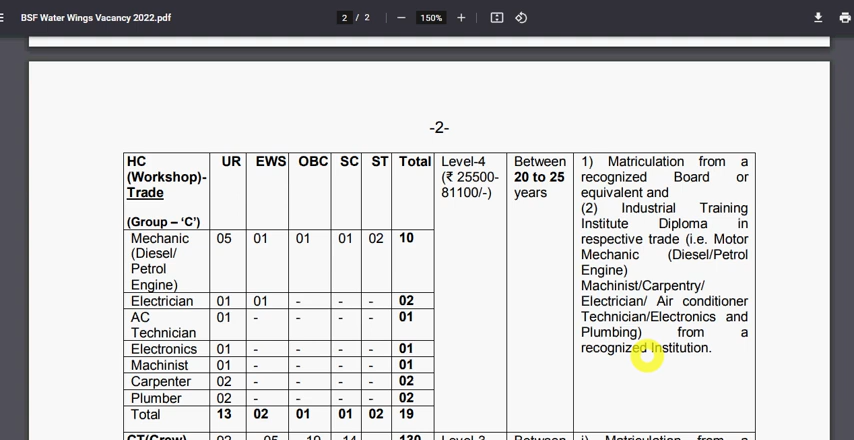 BSF Water Wings Vacancy 2022.pdf 2 / 2 150%
-2-
HC UR EWS OBC SC ST Total Level-4 Between 1) Matriculation from a
(Workshop)- (₹ 25500- 20 to 25 recognized Board or
Trade 81100/-) years equivalent and
(2) Industrial Training
(Group – ‘C’) Institute Diploma in
Mechanic 05 01 01 01 02 10 respective trade (i.e. Motor
(Diesel/ Mechanic (Diesel/Petrol
Petrol Engine)
Engine) Machinist/Carpentry/
Electrician 01 01 - - - 02 Electrician/ Air conditioner
AC 01 - - - - 01 Technician/Electronics and
Technician Plumbing) from a
Electronics 01 - - - - 01 recognized Institution.
Machinist 01 - - - - 01
Carpenter 02 - - - - 02
Plumber 02 - - - - 02
Total 13 02 01 01 02 19
CT(Crew) 02 05 19 14 130 Level-3 Between i) Matriculation from a